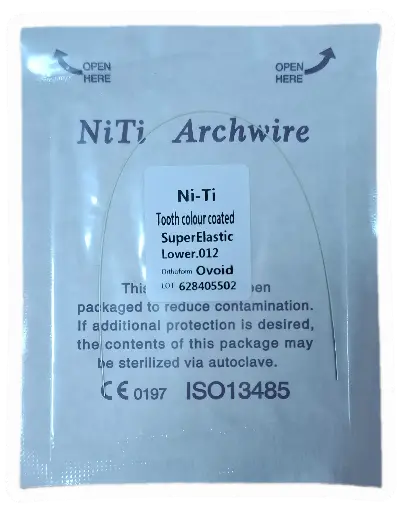 OPEN HERE
OPEN HERE
NiTi Archwire
Ni-Ti
Tooth colour coated
SuperElastic
Lower.012
Orthoform Ovoid
LOT 628405502
packaged to reduce contamination.
If additional protection is desired,
the contents of this package may
be sterilized via autoclave.
CE 0197 ISO13485